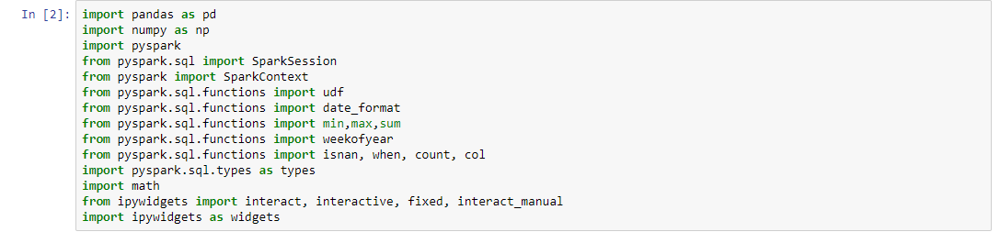 In [2]: import pandas as pd
import numpy as np
import pyspark
from pyspark.sql import SparkSession
from pyspark import SparkContext
from pyspark.sql.functions import udf
from pyspark.sql.functions import date_format
from pyspark.sql.functions import min,max,sum
from pyspark.sql.functions import weekofyear
from pyspark.sql.functions import isnan, when, count, col
import pyspark.sql.types as types
import math
from ipywidgets import interact, interactive, fixed, interact_manual
import ipywidgets as widgets